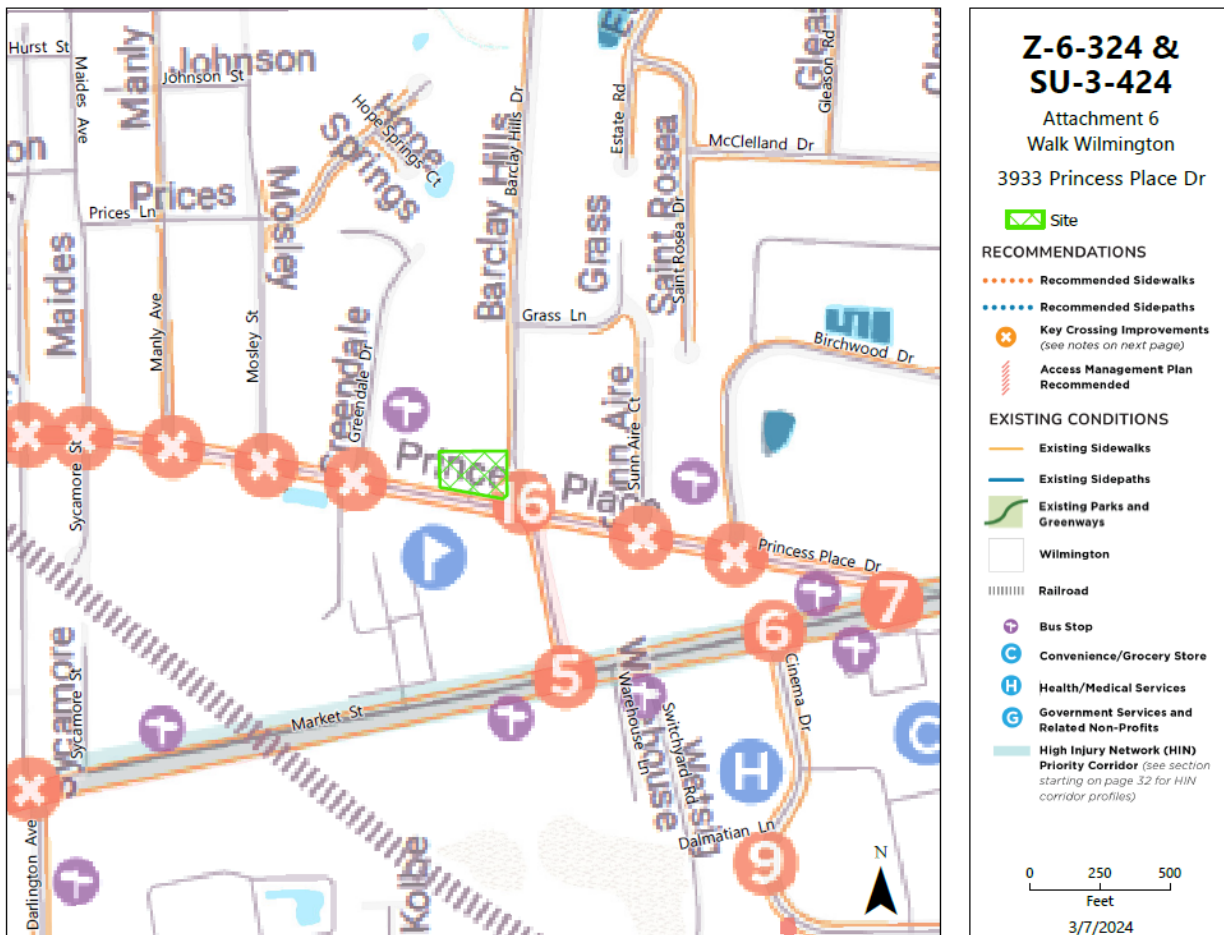 Hurst St
Maides Ave
Manly
Johnson
Johnson St
Hope Springs
Hope Springs Ct
Barclay Hills
Barclay Hills Dr
Estate Rd
Gleason Rd
McClelland Dr
on
Prices
Prices Ln
Mosley
Maides
Manly Ave
Mosley St
Greendale
Greendale Dr
Grass
Grass Ln
Saint Rosea
Saint Rosea Dr
Birchwood Dr
Sunn Aire Ct
Prince
Place
16
Princess Place Dr
Sycamore St
7
6
5
Market St
Cinema Dr
Warehouse Ln
Switchyard Rd
Sycamore
Sycamore St
C
H
Dalmatian Ln
9
Darlington Ave
Kolbe
N
Z-6-324 &
SU-3-424
Attachment 6
Walk Wilmington
3933 Princess Place Dr
Site
RECOMMENDATIONS
Recommended Sidewalks
Recommended Sidepaths
Key Crossing Improvements
(see notes on next page)
Access Management Plan
Recommended
EXISTING CONDITIONS
Existing Sidewalks
Existing Sidepaths
Existing Parks and
Greenways
Wilmington
Railroad
Bus Stop
C Convenience/Grocery Store
H Health/Medical Services
G Government Services and
Related Non-Profits
High Injury Network (HIN)
Priority Corridor (see section
starting on page 32 for HIN
corridor profiles)
0 250 500
Feet
3/7/2024